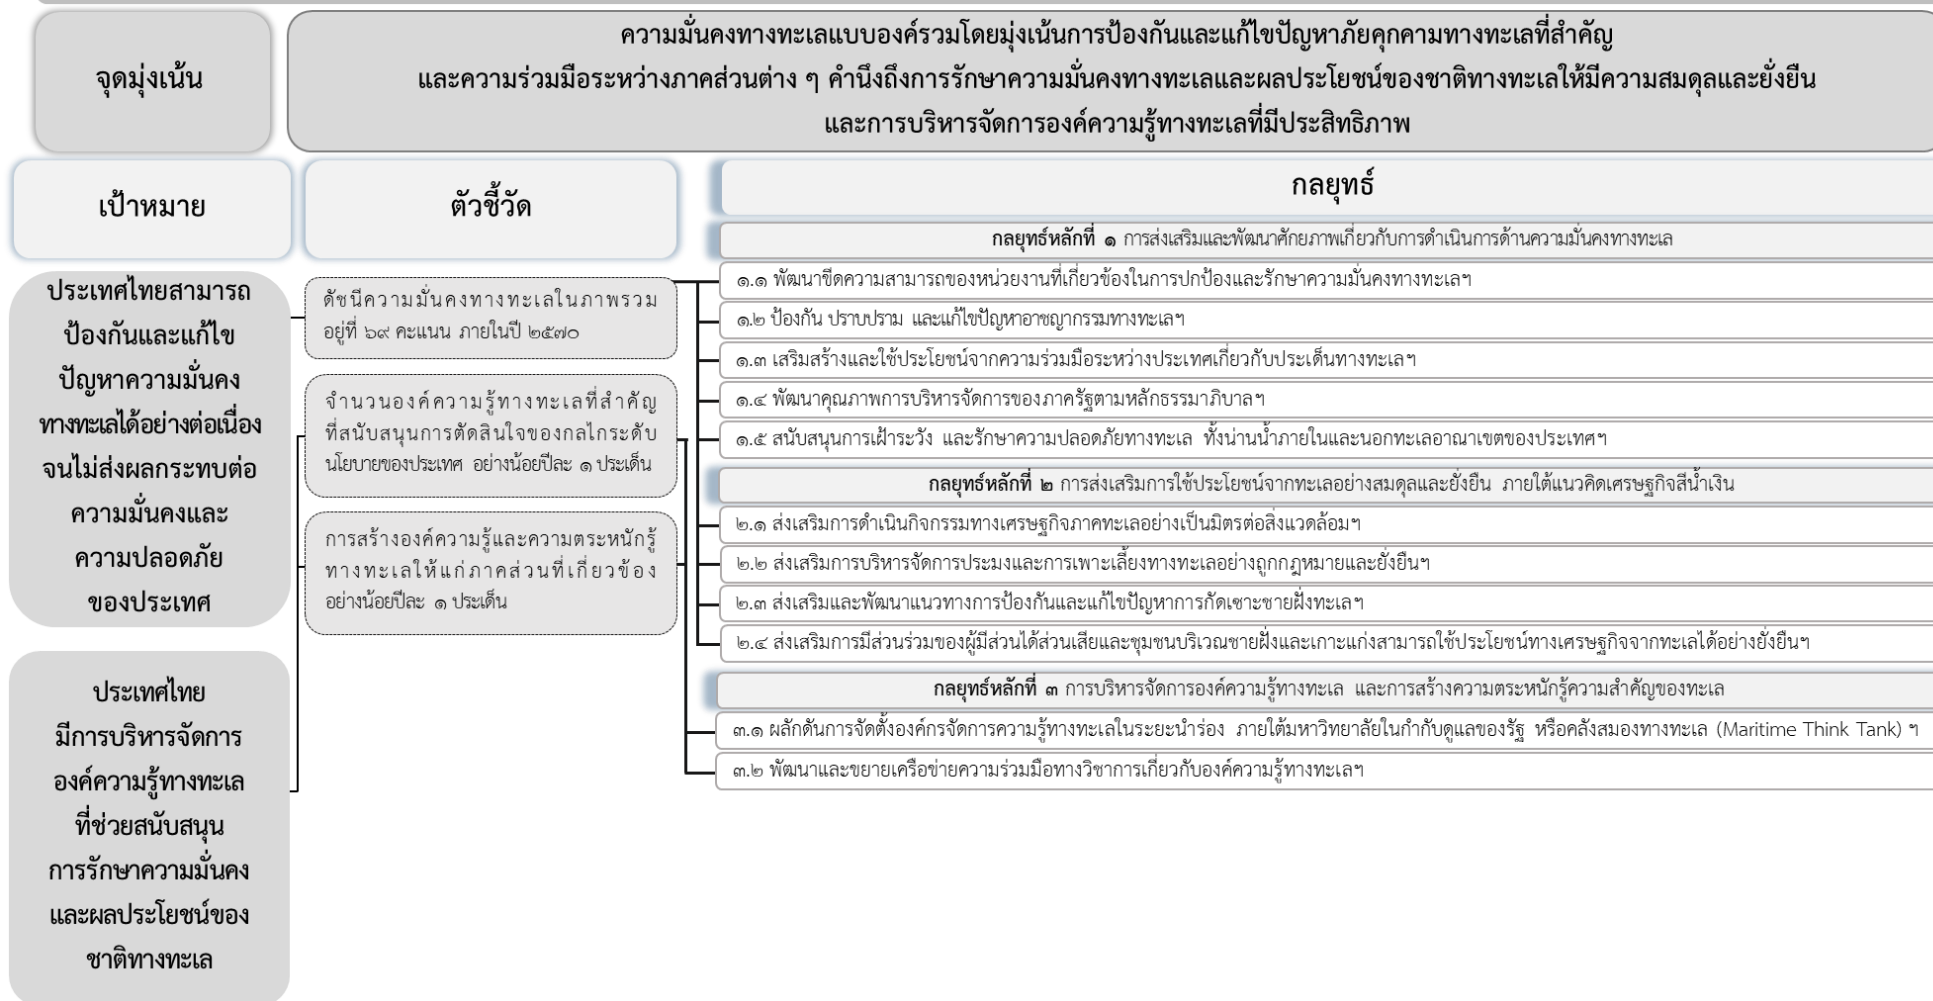 จุดมุ่งเน้น
ความมั่นคงทางทะเลแบบองค์รวมโดยมุ่งเน้นการป้องกันและแก้ไขปัญหาภัยคุกคามทางทะเลที่สำคัญ
และความร่วมมือระหว่างภาคส่วนต่าง ๆ คำนึงถึงการรักษาความมั่นคงทางทะเลและผลประโยชน์ของชาติทางทะเลให้มีความสมดุลและยั่งยืน
และการบริหารจัดการองค์ความรู้ทางทะเลที่มีประสิทธิภาพ
เป้าหมาย
ตัวชี้วัด
กลยุทธ์
ประเทศไทยสามารถ
ป้องกันและแก้ไข
ปัญหาความมั่นคง
ทางทะเลได้อย่างต่อเนื่อง
จนไม่ส่งผลกระทบต่อ
ความมั่นคงและ
ความปลอดภัย
ของประเทศ
ประเทศไทย
มีการบริหารจัดการ
องค์ความรู้ทางทะเล
ที่ช่วยสนับสนุน
การรักษาความมั่นคง
และผลประโยชน์ของ
ชาติทางทะเล
ดัชนีความมั่นคงทางทะเลในภาพรวม
อยู่ที่ ๖๙ คะแนน ภายในปี ๒๕๗๐
จำนวนองค์ความรู้ทางทะเลที่สำคัญ
ที่สนับสนุนการตัดสินใจของกลไกระดับ
นโยบายของประเทศ อย่างน้อยปีละ ๑ ประเด็น
การสร้างองค์ความรู้และความตระหนักรู้
ทางทะเลให้แก่ภาคส่วนที่เกี่ยวข้อง
อย่างน้อยปีละ ๑ ประเด็น
กลยุทธ์หลักที่ ๑ การส่งเสริมและพัฒนาศักยภาพเกี่ยวกับการดำเนินการด้านความมั่นคงทางทะเล
๑.๑ พัฒนาขีดความสามารถของหน่วยงานที่เกี่ยวข้องในการปกป้องและรักษาความมั่นคงทางทะเลฯ
๑.๒ ป้องกัน ปราบปราม และแก้ไขปัญหาอาชญากรรมทางทะเลฯ
๑.๓ เสริมสร้างและใช้ประโยชน์จากความร่วมมือระหว่างประเทศเกี่ยวกับประเด็นทางทะเลฯ
๑.๔ พัฒนาคุณภาพการบริหารจัดการของภาครัฐตามหลักธรรมาภิบาลฯ
๑.๕ สนับสนุนการเฝ้าระวัง และรักษาความปลอดภัยทางทะเล ทั้งน่านน้ำภายในและนอกทะเลอาณาเขตของประเทศฯ
กลยุทธ์หลักที่ ๒ การส่งเสริมการใช้ประโยชน์จากทะเลอย่างสมดุลและยั่งยืน ภายใต้แนวคิดเศรษฐกิจสีน้ำเงิน
๒.๑ ส่งเสริมการดำเนินกิจกรรมทางเศรษฐกิจภาคทะเลอย่างเป็นมิตรต่อสิ่งแวดล้อมฯ
๒.๒ ส่งเสริมการบริหารจัดการประมงและการเพาะเลี้ยงทางทะเลอย่างถูกกฎหมายและยั่งยืนฯ
๒.๓ ส่งเสริมและพัฒนาแนวทางการป้องกันและแก้ไขปัญหาการกัดเซาะชายฝั่งทะเลฯ
๒.๔ ส่งเสริมการมีส่วนร่วมของผู้มีส่วนได้ส่วนเสียและชุมชนบริเวณชายฝั่งและเกาะแก่งสามารถใช้ประโยชน์ทางเศรษฐกิจจากทะเลได้อย่างยั่งยืนฯ
กลยุทธ์หลักที่ ๓ การบริหารจัดการองค์ความรู้ทางทะเล และการสร้างความตระหนักรู้ความสำคัญของทะเล
๓.๑ ผลักดันการจัดตั้งองค์กรจัดการความรู้ทางทะเลในระยะนำร่อง ภายใต้มหาวิทยาลัยในกำกับดูแลของรัฐ หรือคลังสมองทางทะเล (Maritime Think Tank) ฯ
๓.๒ พัฒนาและขยายเครือข่ายความร่วมมือทางวิชาการเกี่ยวกับองค์ความรู้ทางทะเลฯ